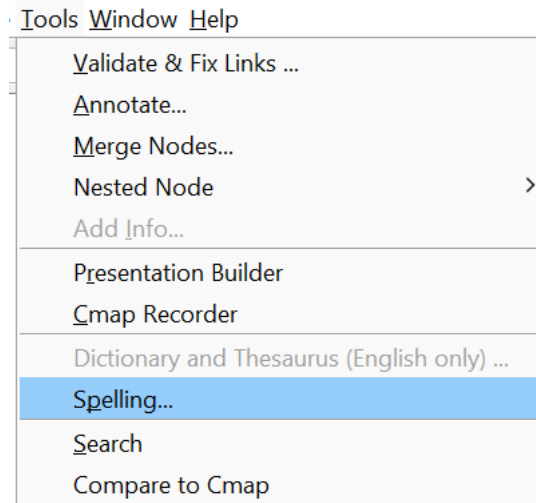 Tools Window Help
Validate & Fix Links ...
Annotate...
Merge Nodes...
Nested Node
Add Info...
Presentation Builder
Cmap Recorder
Dictionary and Thesaurus (English only) ...
Spelling...
Search
Compare to Cmap